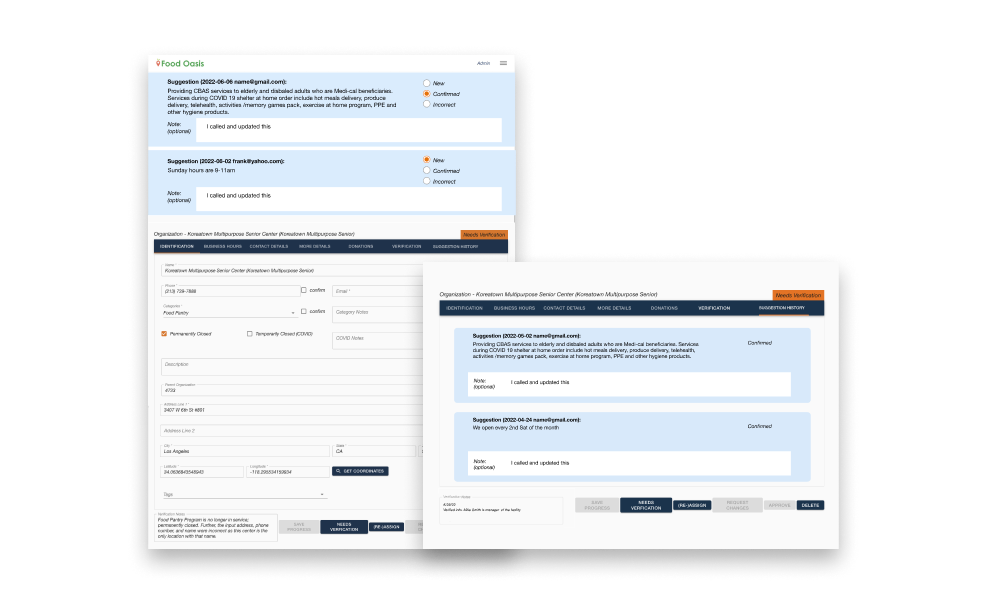 Food Oasis
Admin
Suggestion (2022-06-06 name@gmail.com):
Providing CBAS services to elderly and disbaled adults who are Medi-cal beneficiaries.
Services during COVID 19 shelter at home order include hot meals delivery, produce
delivery, telehealth, activities /memory games pack, exercise at home program, PPE and
other hygiene products.
New
Confirmed
Incorrect
Note:
(optional)
I called and updated this
Suggestion (2022-06-02 frank@yahoo.com):
Sunday hours are 9-11am
New
Confirmed
Incorrect
Note:
(optional)
I called and updated this
Organization - Koreatown Multipurpose Senior Center (Koreatown Multipurpose Senior)
Needs Verification
IDENTIFICATION BUSINESS HOURS CONTACT DETAILS MORE DETAILS DONATIONS VERIFICATION SUGGESTION HISTORY
Name
Koreatown Multipurpose Senior Center (Koreatown Multipurpose Senior)
Phone
(213) 739-7888
confirm
Email *
Categories *
Food Pantry
confirm
Category Notes
Permanently Closed
Temporarily Closed (COVID)
COVID Notes
Description
Parent Organization
4733
Address Line 1 *
3407 W 6th St #801
Address Line 2
City *
Los Angeles
State
CA
Latitude *
Longitude *
-118.295534159934
GET COORDINATES
Tags
Verification Notes
Food Pantry Program is no longer in service;
permanently closed. Further, the input address, phone
number, and name were incorrect as this center is the
only location with that name.
SAVE
PROGRESS
NEEDS
VERIFICATION
(RE-)ASSIGN
Organization - Koreatown Multipurpose Senior Center (Koreatown Multipurpose Senior)
Needs Verification
IDENTIFICATION BUSINESS HOURS CONTACT DETAILS MORE DETAILS DONATIONS VERIFICATION SUGGESTION HISTORY
Suggestion (2022-05-02 name@gmail.com):
Providing CBAS services to elderly and disbaled adults who are Medi-cal beneficiaries. Services
during COVID 19 shelter at home order include hot meals delivery, produce delivery, telehealth,
activities /memory games pack, exercise at home program, PPE and other hygiene products.
Confirmed
Note:
(optional)
I called and updated this
Suggestion (2022-04-24 name@gmail.com):
We open every 2nd Sat of the month
Confirmed
Note:
(optional)
I called and updated this
Verification Notes
Verified info. Allie Smith is manager of the facility
SAVE
PROGRESS
NEEDS
VERIFICATION
(RE-)ASSIGN
REQUEST
CHANGES
APPROVE
DELETE